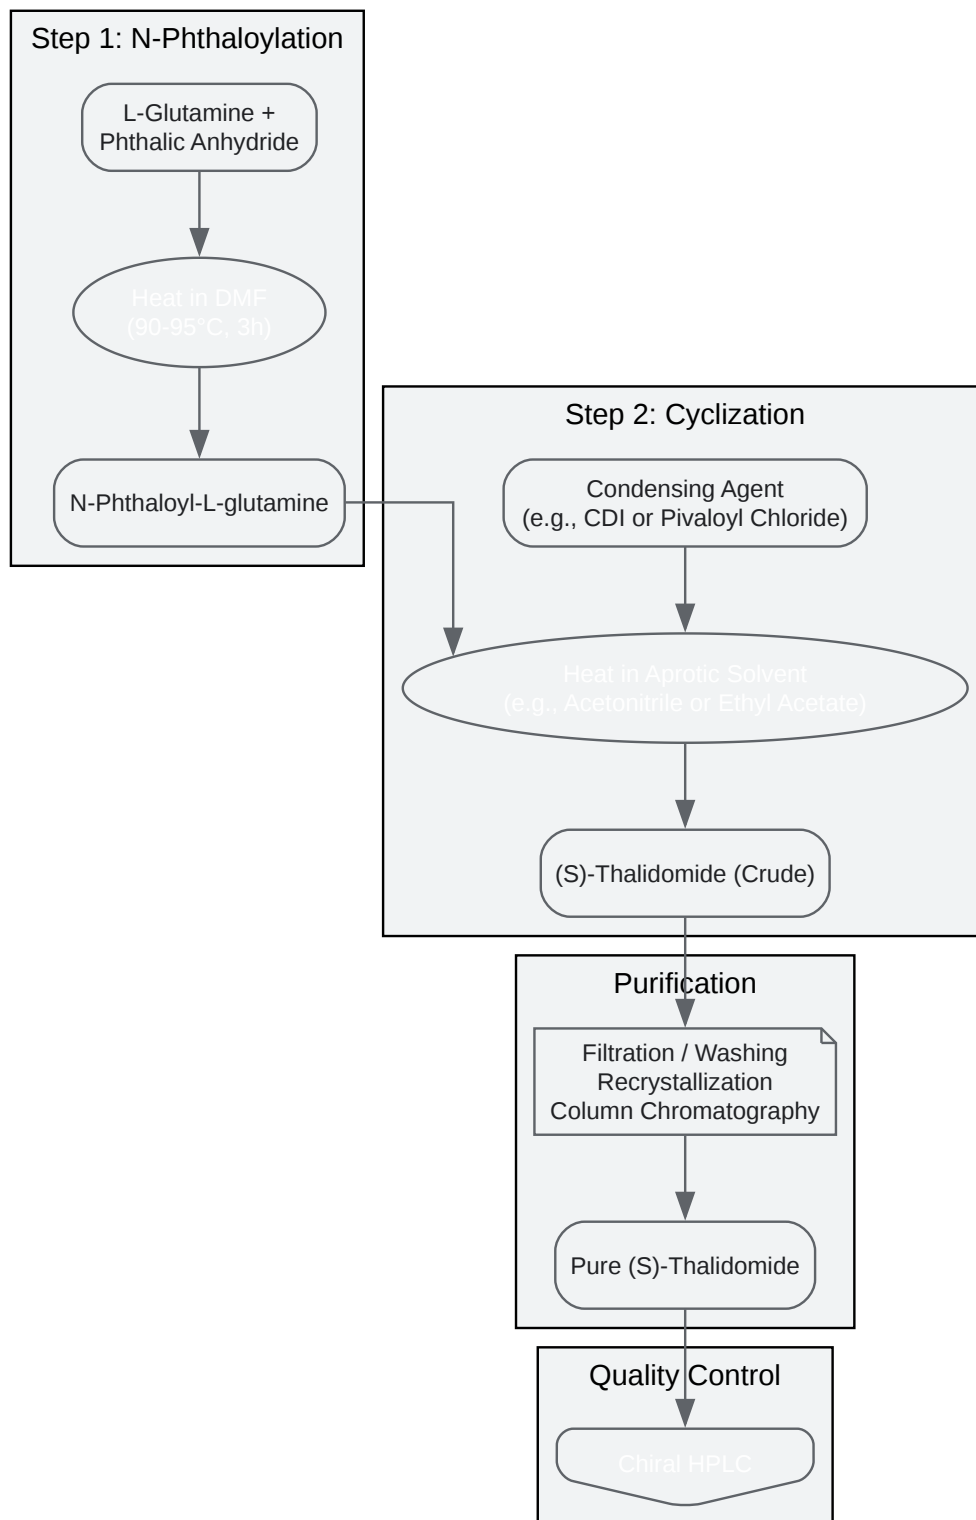 Step 1: N-Phthaloylation
L-Glutamine +
Phthalic Anhydride
Heat in DMF
(90-95°C, 3h)
N-Phthaloyl-L-glutamine
Step 2: Cyclization
Condensing Agent
(e.g., CDI or Pivaloyl Chloride)
Heat in Aprotic Solvent
(e.g., Acetonitrile or Ethyl Acetate)
(S)-Thalidomide (Crude)
Purification
Filtration / Washing
Recrystallization
Column Chromatography
Pure (S)-Thalidomide
Quality Control
Chiral HPLC